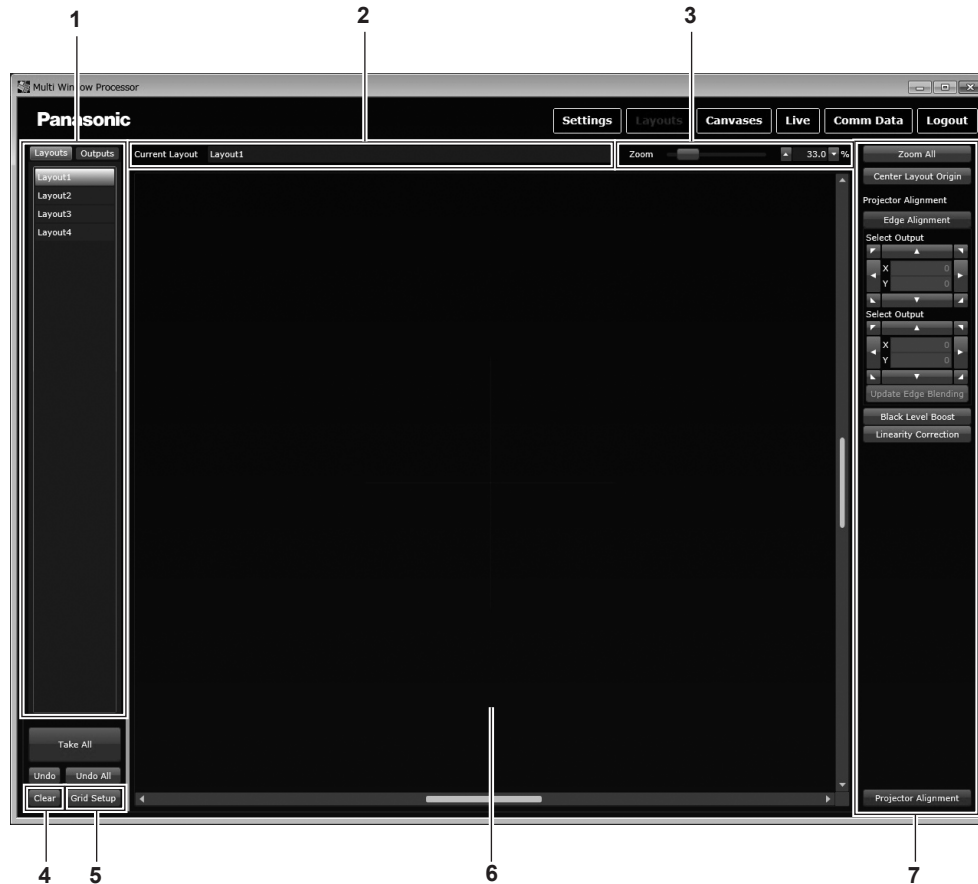 1 2 3
Multi Window Processor
Panasonic
Settings Layouts Canvases Live Comm Data Logout
Layouts Outputs
Current Layout Layout1
Zoom 33.0 %
Zoom All
Layout1
Layout2
Layout3
Layout4
Center Layout Origin
Projector Alignment
Edge Alignment
Select Output
X 0
Y 0
Select Output
X 0
Y 0
Update Edge Blending
Black Level Boost
Linearity Correction
Take All
Undo Undo All
Clear Grid Setup
Projector Alignment
4 5 6 7